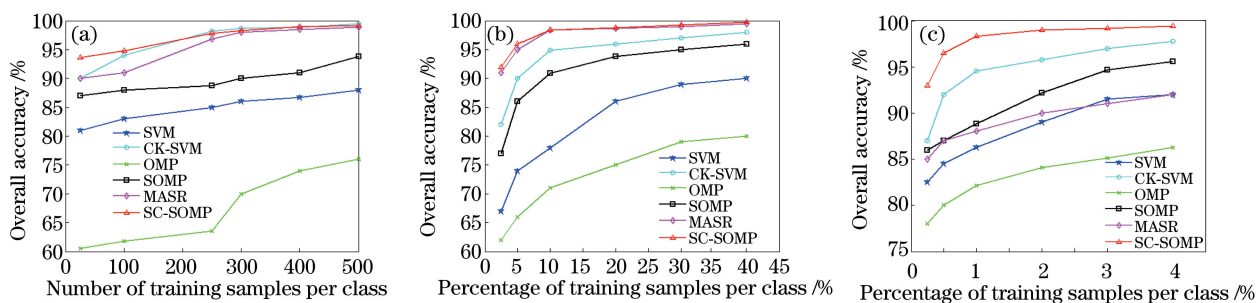 (a)
Overall accuracy /%
100
95
90
85
80
75
70
65
60
SVM
CK-SVM
OMP
SOMP
MASR
SC-SOMP
0 100 200 300 400 500
Number of training samples per class
(b)
Overall accuracy /%
100
95
90
85
80
75
70
65
60
SVM
CK-SVM
OMP
SOMP
MASR
SC-SOMP
0 5 10 15 20 25 30 35 40 45
Percentage of training samples per class /%
(c)
Overall accuracy /%
100
95
90
85
80
75
SVM
CK-SVM
OMP
SOMP
MASR
SC-SOMP
0 1 2 3 4
Percentage of training samples per class /%